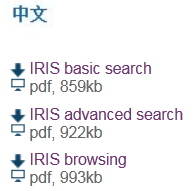 中文
IRIS basic search
pdf, 859kb
IRIS advanced search
pdf, 922kb
IRIS browsing
pdf, 993kb